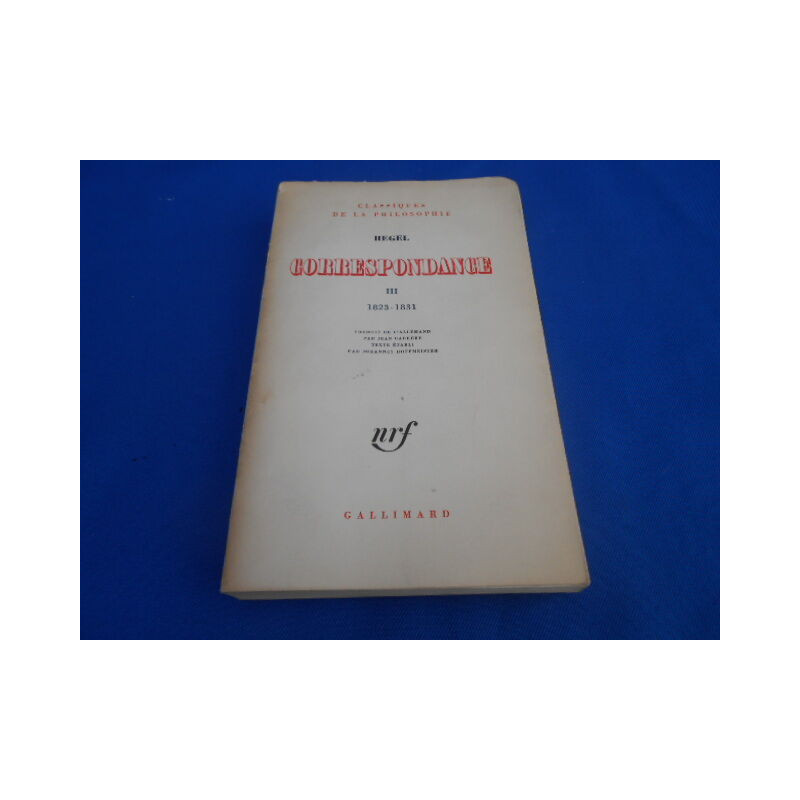 CLASSIQUES
DE LA PHILOSOPHIE
HEGEL
CORRESPONDANCE
III
1823-1831
TRADUIT DE L'ALLEMAND
PAR JEAN CARRÈRE
TEXTE ÉTABLI
PAR JOHANNES HOFFMEISTER
nrf
GALLIMARD